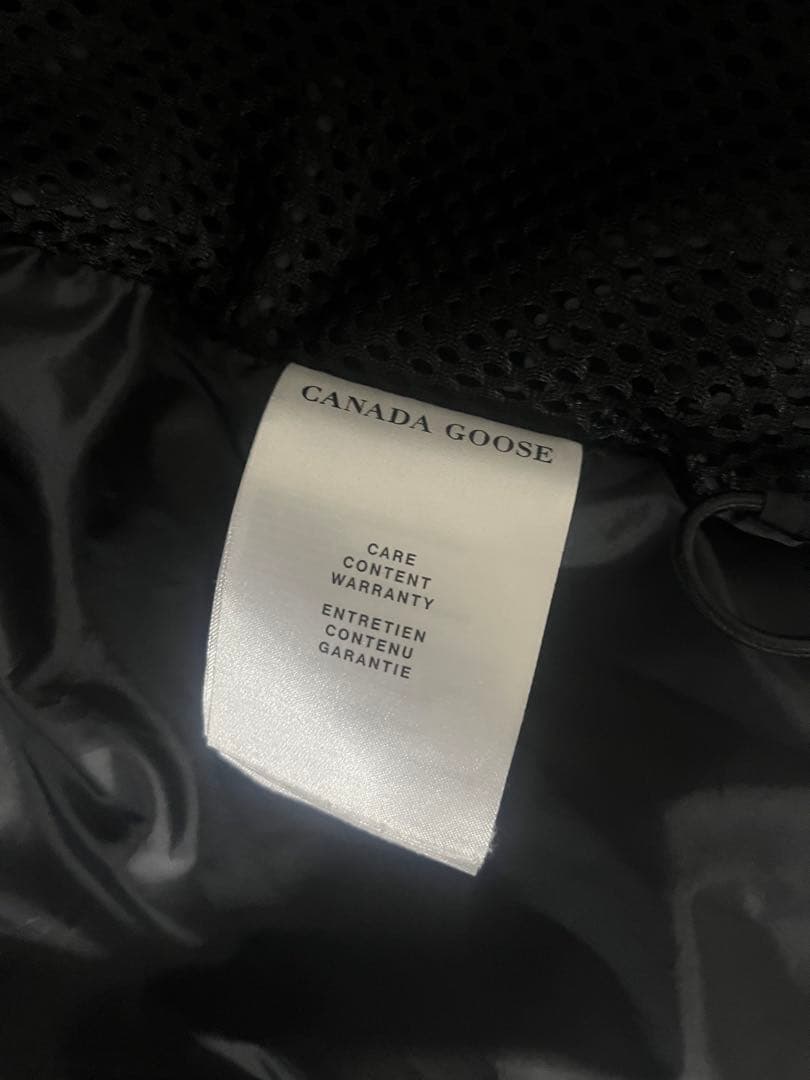 CANADA GOOSE
CARE
CONTENT
WARRANTY
ENTRETIEN
CONTENU
GARANTIE